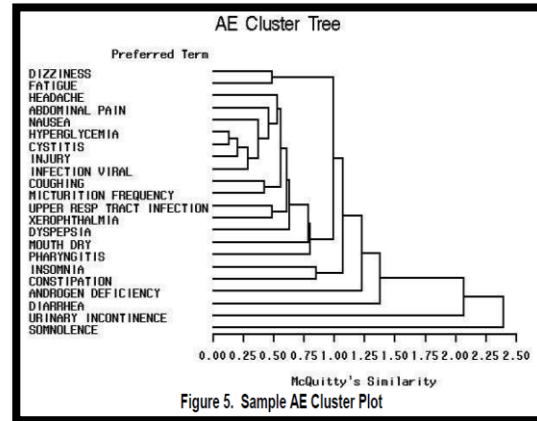 AE Cluster Tree
Preferred Term
DIZZINESS
FATIGUE
HEADACHE
ABDOMINAL PAIN
NAUSEA
HYPERGLYCEMIA
CYSTITIS
INJURY
INFECTION VIRAL
COUGHING
MICTURITION FREQUENCY
UPPER RESP TRACT INFECTION
XEROPHTHALMIA
DYSPEPSIA
MOUTH DRY
PHARYNGITIS
INSOMNIA
CONSTIPATION
ANDROGEN DEFICIENCY
DIARRHEA
URINARY INCONTINENCE
SOMNOLENCE
0.00 0.25 0.50 0.75 1.00 1.25 1.50 1.75 2.00 2.25 2.50
McQuitty's Similarity
Figure 5. Sample AE Cluster Plot